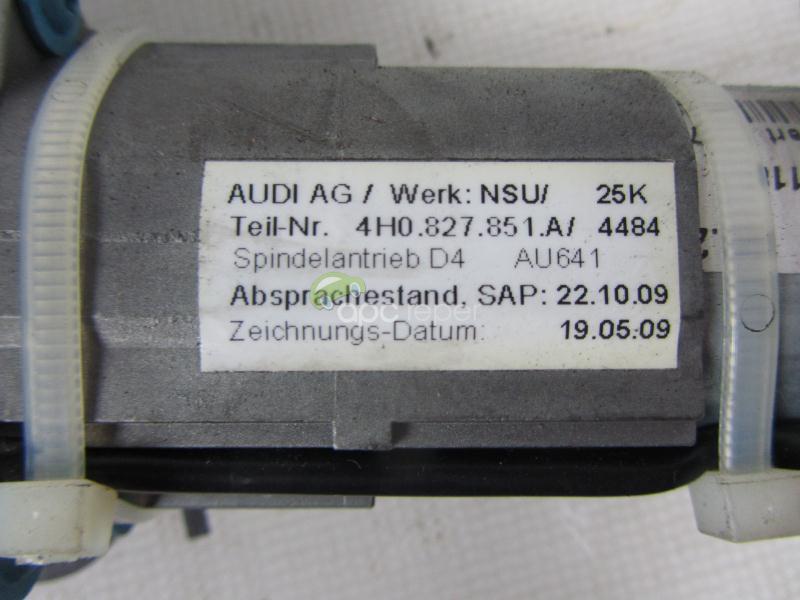 AUDI AG / Werk: NSU/ 25K
Teil-Nr. 4H0.827.851.A/ 4484
Spindelantrieb D4 AU641
Absprachestand, SAP: 22.10.09
Zeichnungs-Datum: 19.05.09